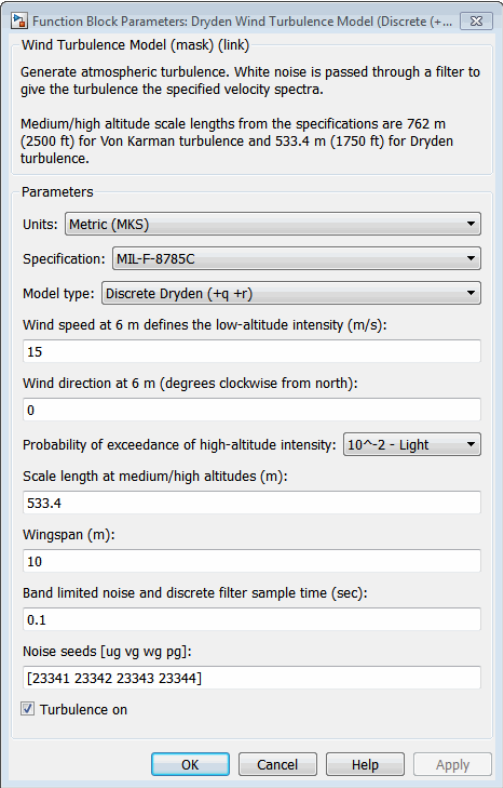 Function Block Parameters: Dryden Wind Turbulence Model (Discrete (+...
Wind Turbulence Model (mask) (link)
Generate atmospheric turbulence. White noise is passed through a filter to
give the turbulence the specified velocity spectra.
Medium/high altitude scale lengths from the specifications are 762 m
(2500 ft) for Von Karman turbulence and 533.4 m (1750 ft) for Dryden
turbulence.
Parameters
Units: Metric (MKS)
Specification: MIL-F-8785C
Model type: Discrete Dryden (+q +r)
Wind speed at 6 m defines the low-altitude intensity (m/s):
15
Wind direction at 6 m (degrees clockwise from north):
0
Probability of exceedance of high-altitude intensity: 10^-2 - Light
Scale length at medium/high altitudes (m):
533.4
Wingspan (m):
10
Band limited noise and discrete filter sample time (sec):
0.1
Noise seeds [ug vg wg pg]:
[23341 23342 23343 23344]
Turbulence on
OK Cancel Help Apply